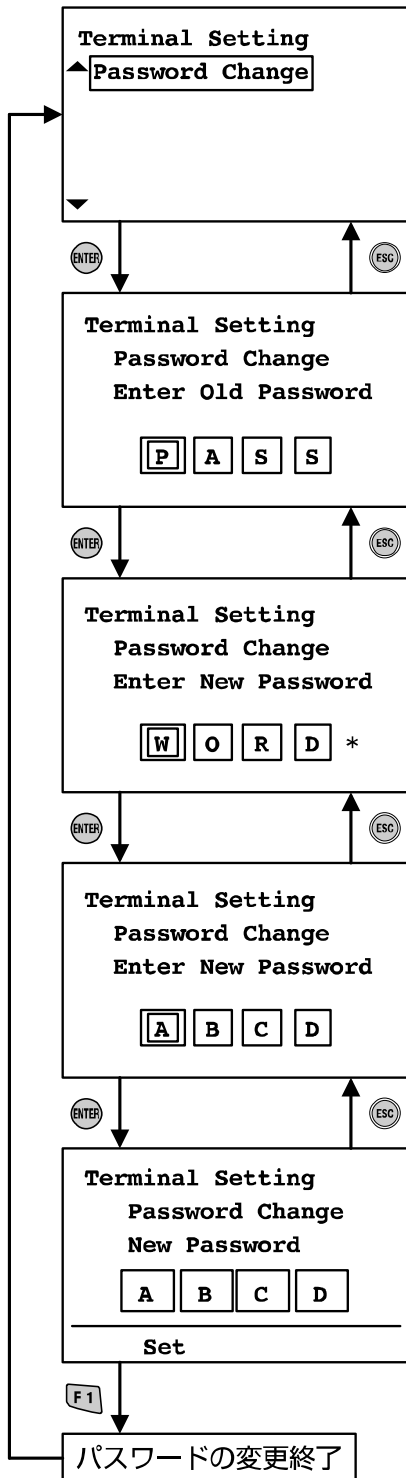 Terminal Setting
Password Change
ENTER
ESC
Terminal Setting
Password Change
Enter Old Password
P A S S
ENTER
ESC
Terminal Setting
Password Change
Enter New Password
W O R D *
ENTER
ESC
Terminal Setting
Password Change
Enter New Password
A B C D
ENTER
ESC
Terminal Setting
Password Change
New Password
A B C D
Set
F1
パスワードの変更終了